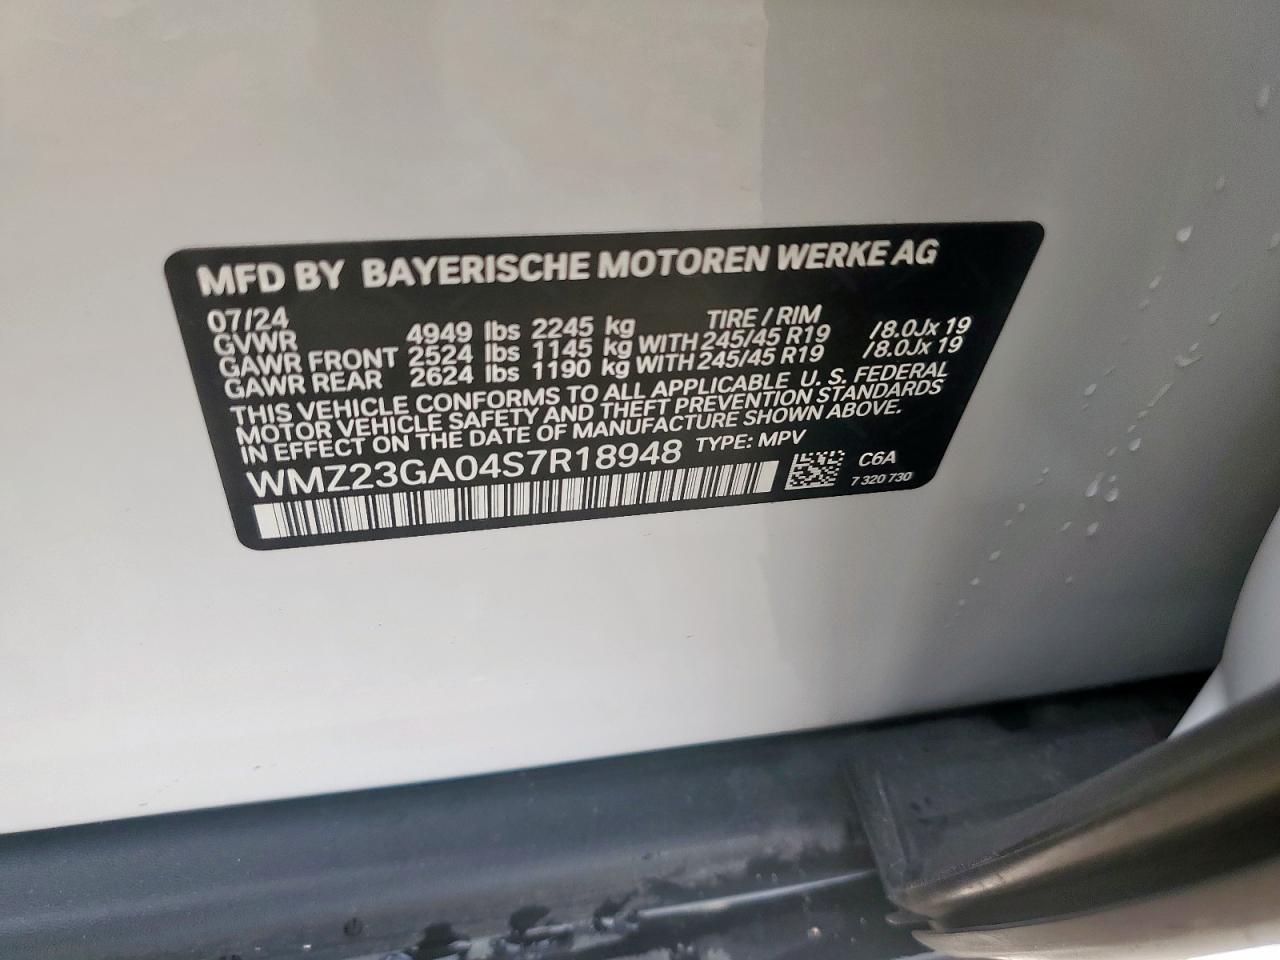 MFD BY BAYERISCHE MOTOREN WERKE AG
07/24 TIRE / RIM
GVWR 4949 lbs 2245 kg
GAWR FRONT 2524 lbs 1145 kg WITH 245/45 R19 /8.0Jx 19
GAWR REAR 2624 lbs 1190 kg WITH 245/45 R19 /8.0Jx 19
THIS VEHICLE CONFORMS TO ALL APPLICABLE U. S. FEDERAL
MOTOR VEHICLE SAFETY AND THEFT PREVENTION STANDARDS
IN EFFECT ON THE DATE OF MANUFACTURE SHOWN ABOVE.
WMZ23GA04S7R18948 TYPE: MPV
C6A
7 320 730